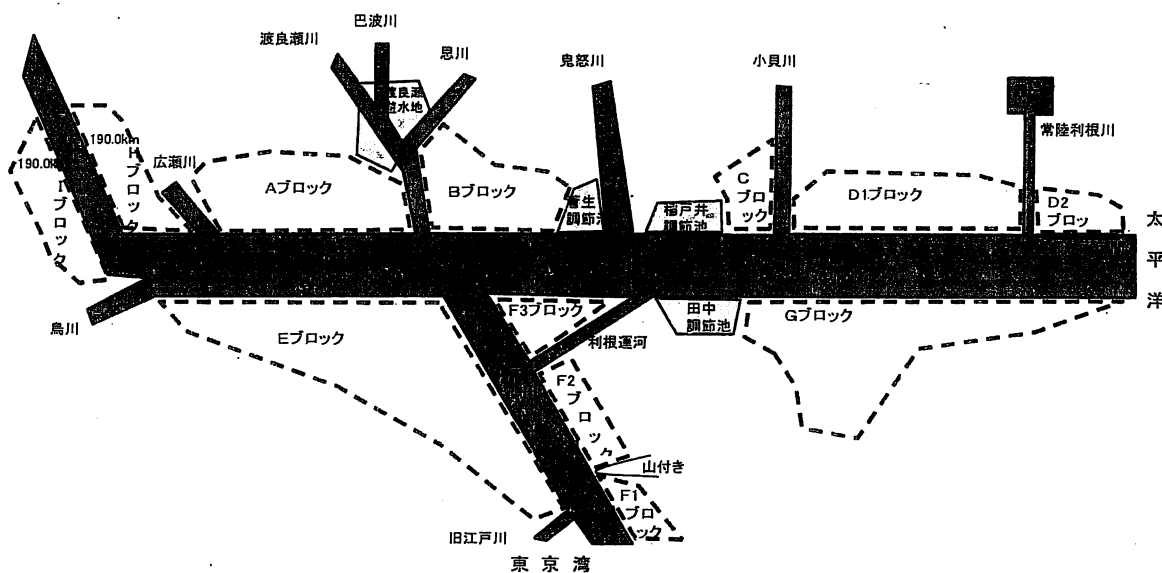 巴波川
渡良瀬川
思川
鬼怒川
小貝川
常陸利根川
渡良瀬
遊水地
190.0km
190.0km
Hブロック
Iブロック
広瀬川
Aブロック
Bブロック
菅生
調節池
稲戸井
調節池
Cブロック
D1ブロック
D2
ブロッ
太平洋
烏川
Eブロック
F3ブロック
利根運河
田中
調節池
Gブロック
F2ブロック
山付き
F1
ブロ
ック
旧江戸川
東京湾